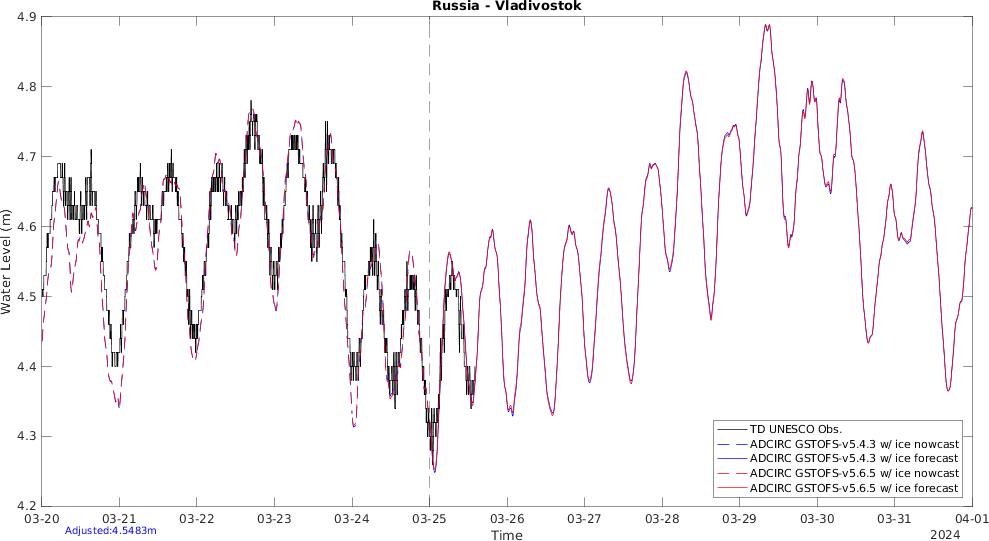 Russia - Vladivostok
4.9
4.8
4.7
4.6
4.5
4.4
4.3
4.2
Water Level (m)
TD UNESCO Obs.
ADCIRC GSTOFS-v5.4.3 w/ ice nowcast
ADCIRC GSTOFS-v5.4.3 w/ ice forecast
ADCIRC GSTOFS-v5.6.5 w/ ice nowcast
ADCIRC GSTOFS-v5.6.5 w/ ice forecast
03-20 03-21 03-22 03-23 03-24 03-25 03-26 03-27 03-28 03-29 03-30 03-31 04-01
Adjusted:4.5483m
Time
2024